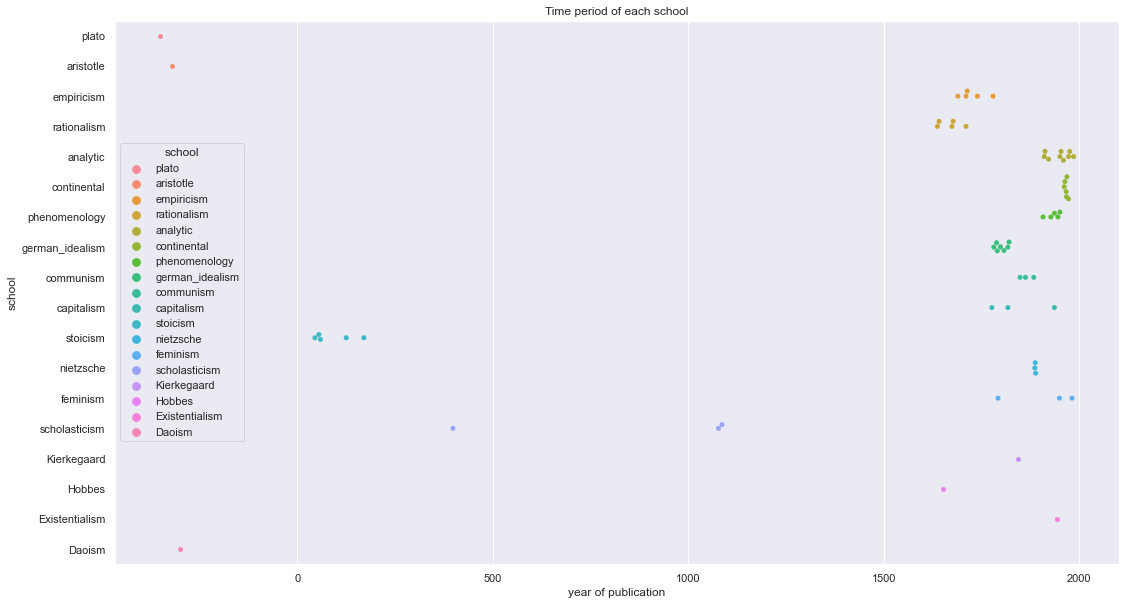 Time period of each school
school
plato
aristotle
empiricism
rationalism
analytic
continental
phenomenology
german_idealism
communism
capitalism
stoicism
nietzsche
feminism
scholasticism
Kierkegaard
Hobbes
Existentialism
Daoism
school
plato
aristotle
empiricism
rationalism
analytic
continental
phenomenology
german_idealism
communism
capitalism
stoicism
nietzsche
feminism
scholasticism
Kierkegaard
Hobbes
Existentialism
Daoism
0 500 1000 1500 2000
year of publication